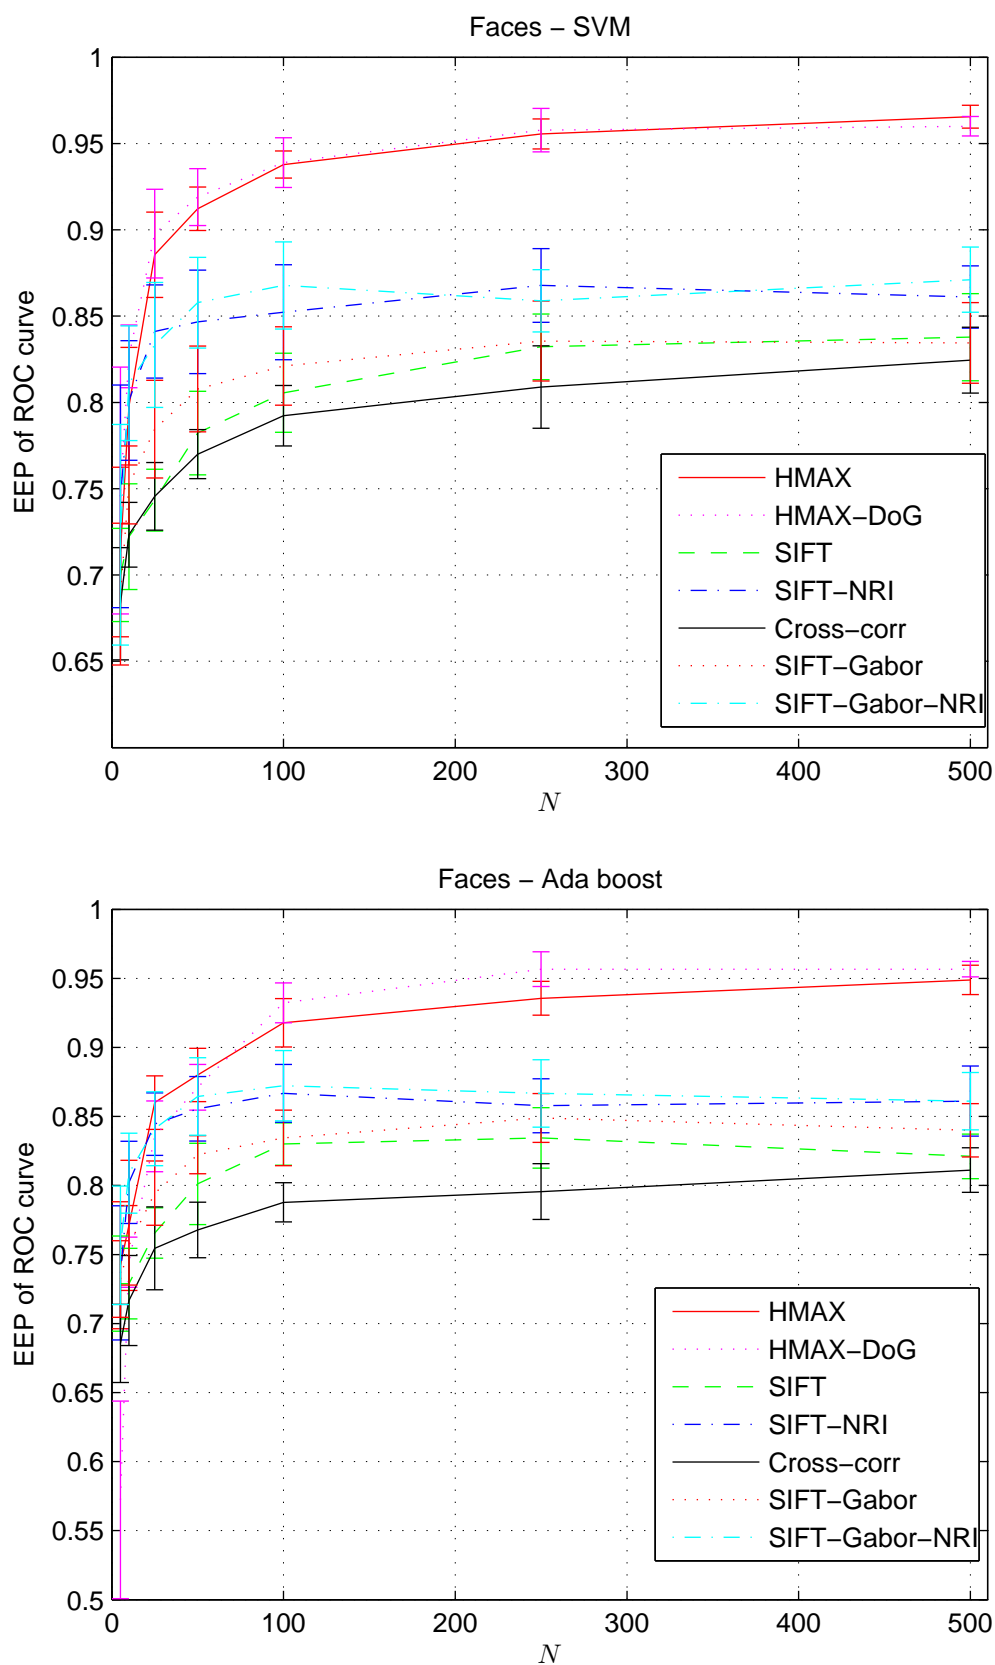 Faces – SVM
1
0.95
0.9
0.85
0.8
0.75
0.7
0.65
EEP of ROC curve
0 100 200 300 400 500
N
HMAX
HMAX–DoG
SIFT
SIFT–NRI
Cross–corr
SIFT–Gabor
SIFT–Gabor–NRI
Faces – Ada boost
1
0.95
0.9
0.85
0.8
0.75
0.7
0.65
0.6
0.55
0.5
EEP of ROC curve
0 100 200 300 400 500
N
HMAX
HMAX–DoG
SIFT
SIFT–NRI
Cross–corr
SIFT–Gabor
SIFT–Gabor–NRI